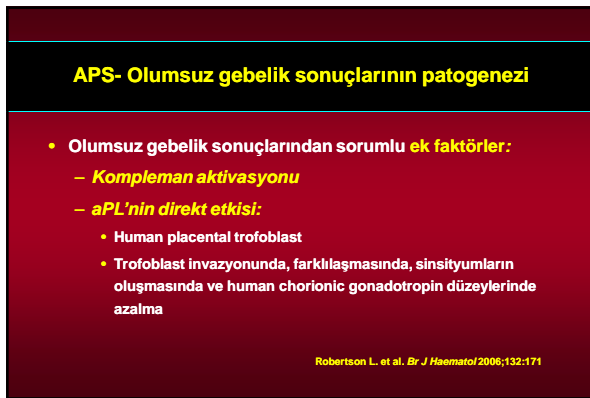 APS- Olumsuz gebelik sonuçlarının patogenezi
• Olumsuz gebelik sonuçlarından sorumlu ek faktörler:
– Kompleman aktivasyonu
– aPL’nin direkt etkisi:
• Human placental trofoblast
• Trofoblast invazyonunda, farklılaşmasında, sinsityumların
oluşmasında ve human chorionic gonadotropin düzeylerinde
azalma
Robertson L. et al. Br J Haematol 2006;132:171